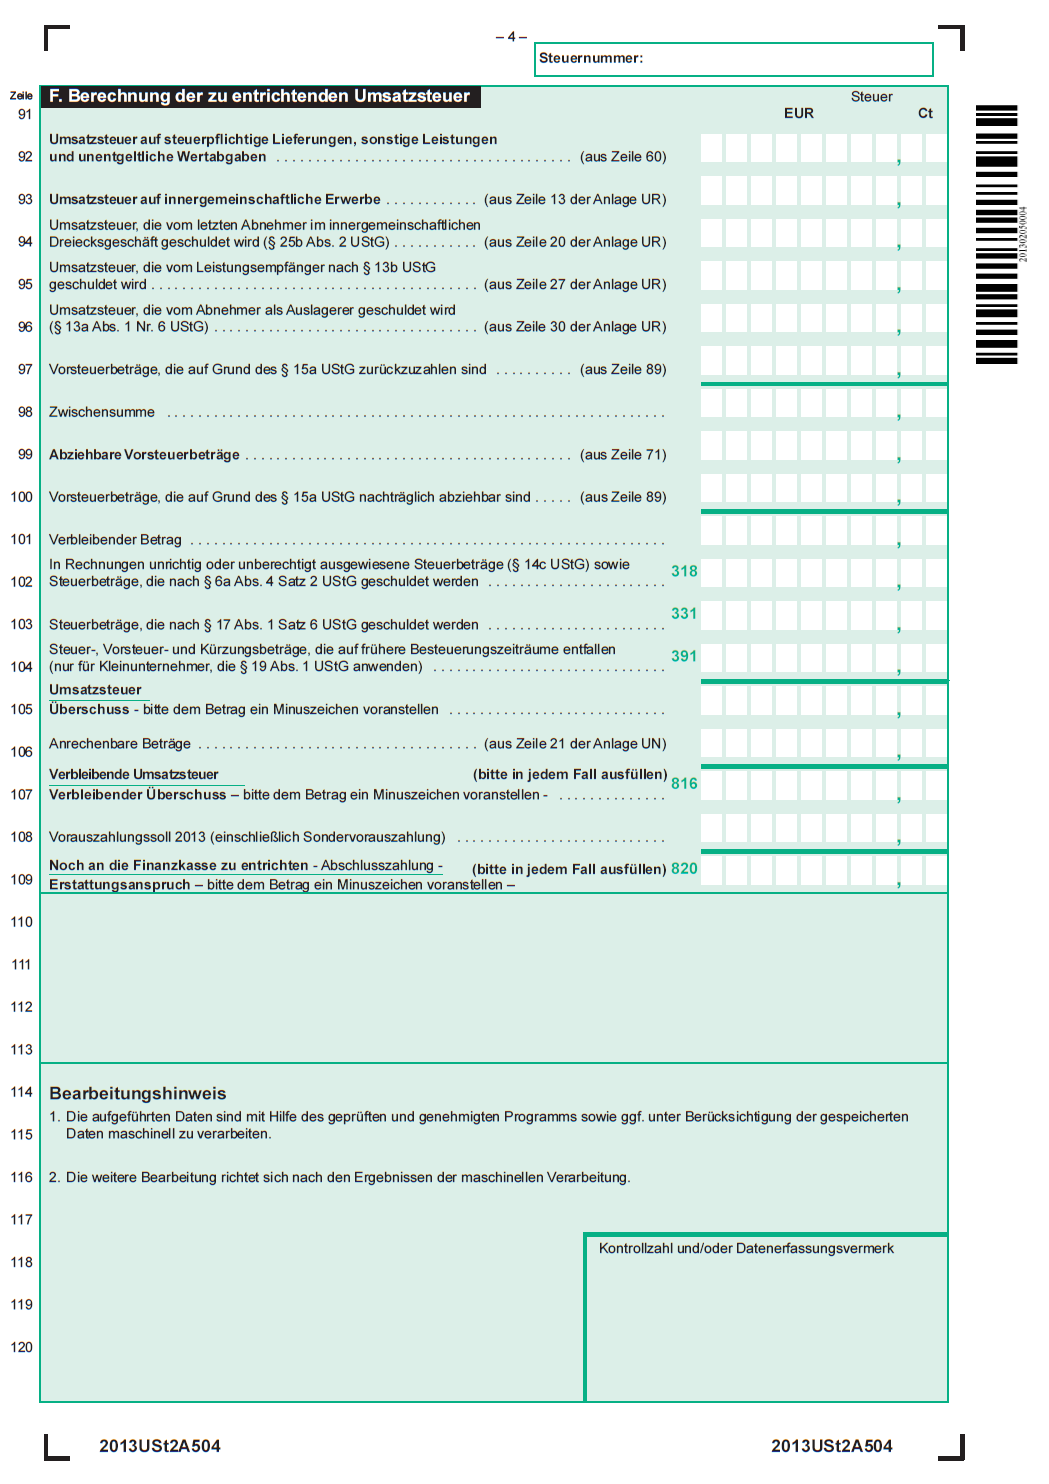 – 4 –
Steuernummer:
Zeile
F. Berechnung der zu entrichtenden Umsatzsteuer
Steuer
91
EUR
Ct
Umsatzsteuer auf steuerpflichtige Lieferungen, sonstige Leistungen
92 und unentgeltliche Wertabgaben . . . . . . . . . . . . . . . . . . . . . . . . . . . . . . . . . . . . . . (aus Zeile 60) ,
93 Umsatzsteuer auf innergemeinschaftliche Erwerbe . . . . . . . . . . . . (aus Zeile 13 der Anlage UR) ,
Umsatzsteuer, die vom letzten Abnehmer im innergemeinschaftlichen
94 Dreiecksgeschäft geschuldet wird (§ 25b Abs. 2 UStG) . . . . . . . . . . . (aus Zeile 20 der Anlage UR) ,
Umsatzsteuer, die vom Leistungsempfänger nach § 13b UStG
95 geschuldet wird . . . . . . . . . . . . . . . . . . . . . . . . . . . . . . . . . . . . . . . . . . (aus Zeile 27 der Anlage UR) ,
Umsatzsteuer, die vom Abnehmer als Auslagerer geschuldet wird
96 (§ 13a Abs. 1 Nr. 6 UStG) . . . . . . . . . . . . . . . . . . . . . . . . . . . . . . . . . . (aus Zeile 30 der Anlage UR) ,
97 Vorsteuerbeträge, die auf Grund des § 15a UStG zurückzuzahlen sind . . . . . . . . . . (aus Zeile 89) ,
98 Zwischensumme . . . . . . . . . . . . . . . . . . . . . . . . . . . . . . . . . . . . . . . . . . . . . . . . . . . . . . . . . . . . . . . . ,
99 Abziehbare Vorsteuerbeträge . . . . . . . . . . . . . . . . . . . . . . . . . . . . . . . . . . . . . . . . . . (aus Zeile 71) ,
100 Vorsteuerbeträge, die auf Grund des § 15a UStG nachträglich abziehbar sind . . . . . (aus Zeile 89) ,
101 Verbleibender Betrag . . . . . . . . . . . . . . . . . . . . . . . . . . . . . . . . . . . . . . . . . . . . . . . . . . . . . . . . . . . . . ,
In Rechnungen unrichtig oder unberechtigt ausgewiesene Steuerbeträge (§ 14c UStG) sowie
102 Steuerbeträge, die nach § 6a Abs. 4 Satz 2 UStG geschuldet werden . . . . . . . . . . . . . . . . . . . . . . . 318 ,
103 Steuerbeträge, die nach § 17 Abs. 1 Satz 6 UStG geschuldet werden . . . . . . . . . . . . . . . . . . . . . . . 331 ,
Steuer-, Vorsteuer- und Kürzungsbeträge, die auf frühere Besteuerungszeiträume entfallen
104 (nur für Kleinunternehmer, die § 19 Abs. 1 UStG anwenden) . . . . . . . . . . . . . . . . . . . . . . . . . . . . . . 391 ,
Umsatzsteuer
105 Überschuss - bitte dem Betrag ein Minuszeichen voranstellen . . . . . . . . . . . . . . . . . . . . . . . . . . . . ,
106 Anrechenbare Beträge . . . . . . . . . . . . . . . . . . . . . . . . . . . . . . . . . . . . (aus Zeile 21 der Anlage UN) ,
Verbleibende Umsatzsteuer (bitte in jedem Fall ausfüllen)
107 Verbleibender Überschuss – bitte dem Betrag ein Minuszeichen voranstellen - . . . . . . . . . . . . . . 816 ,
108 Vorauszahlungssoll 2013 (einschließlich Sondervorauszahlung) . . . . . . . . . . . . . . . . . . . . . . . . . . . ,
Noch an die Finanzkasse zu entrichten - Abschlusszahlung - (bitte in jedem Fall ausfüllen) 820
109 Erstattungsanspruch – bitte dem Betrag ein Minuszeichen voranstellen – ,
110
111
112
113
114 Bearbeitungshinweis
1. Die aufgeführten Daten sind mit Hilfe des geprüften und genehmigten Programms sowie ggf. unter Berücksichtigung der gespeicherten
115 Daten maschinell zu verarbeiten.
116 2. Die weitere Bearbeitung richtet sich nach den Ergebnissen der maschinellen Verarbeitung.
117
Kontrollzahl und/oder Datenerfassungsvermerk
118
119
120
2013USt2A504
2013USt2A504
201302050004